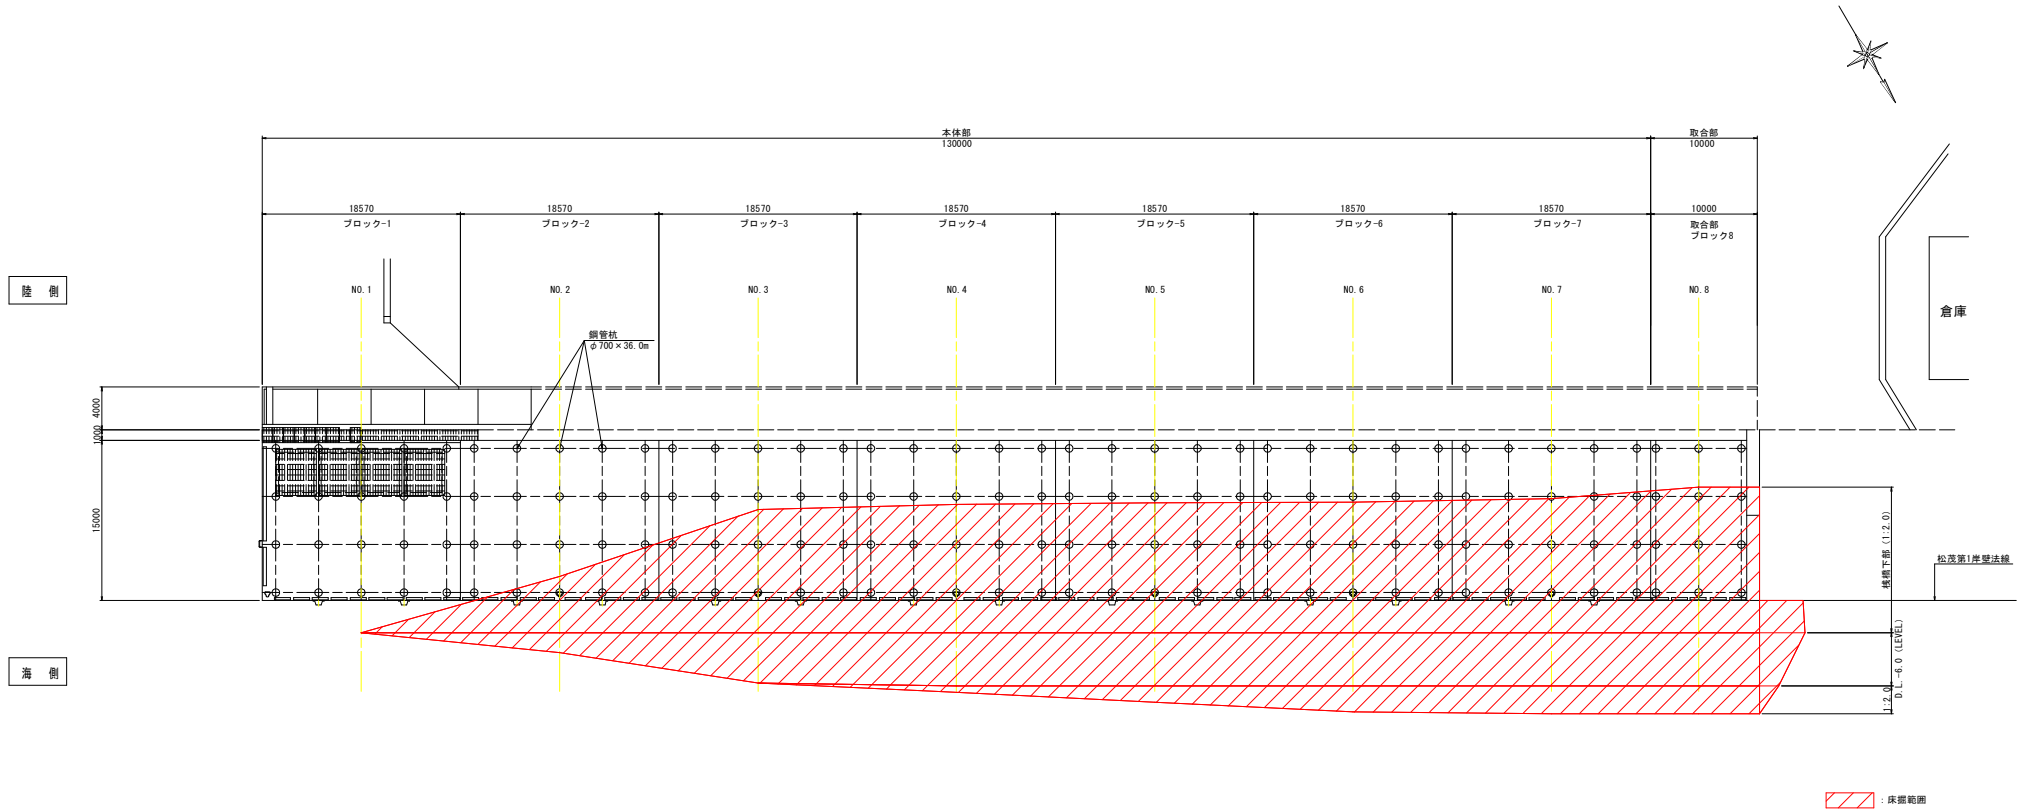 本体部
130000
取合部
10000
18570
ブロック-1
18570
ブロック-2
18570
ブロック-3
18570
ブロック-4
18570
ブロック-5
18570
ブロック-6
18570
ブロック-7
10000
取合部
ブロック8
陸 側
NO.1
NO.2
NO.3
NO.4
NO.5
NO.6
NO.7
NO.8
倉庫
鋼管杭
φ700×36.0m
4000
1000
15000
桟橋下部 (1:2.0)
松茂第1岸壁法線
D.L.-6.0 (LEVEL)
1:2.0
海 側
:床掘範囲